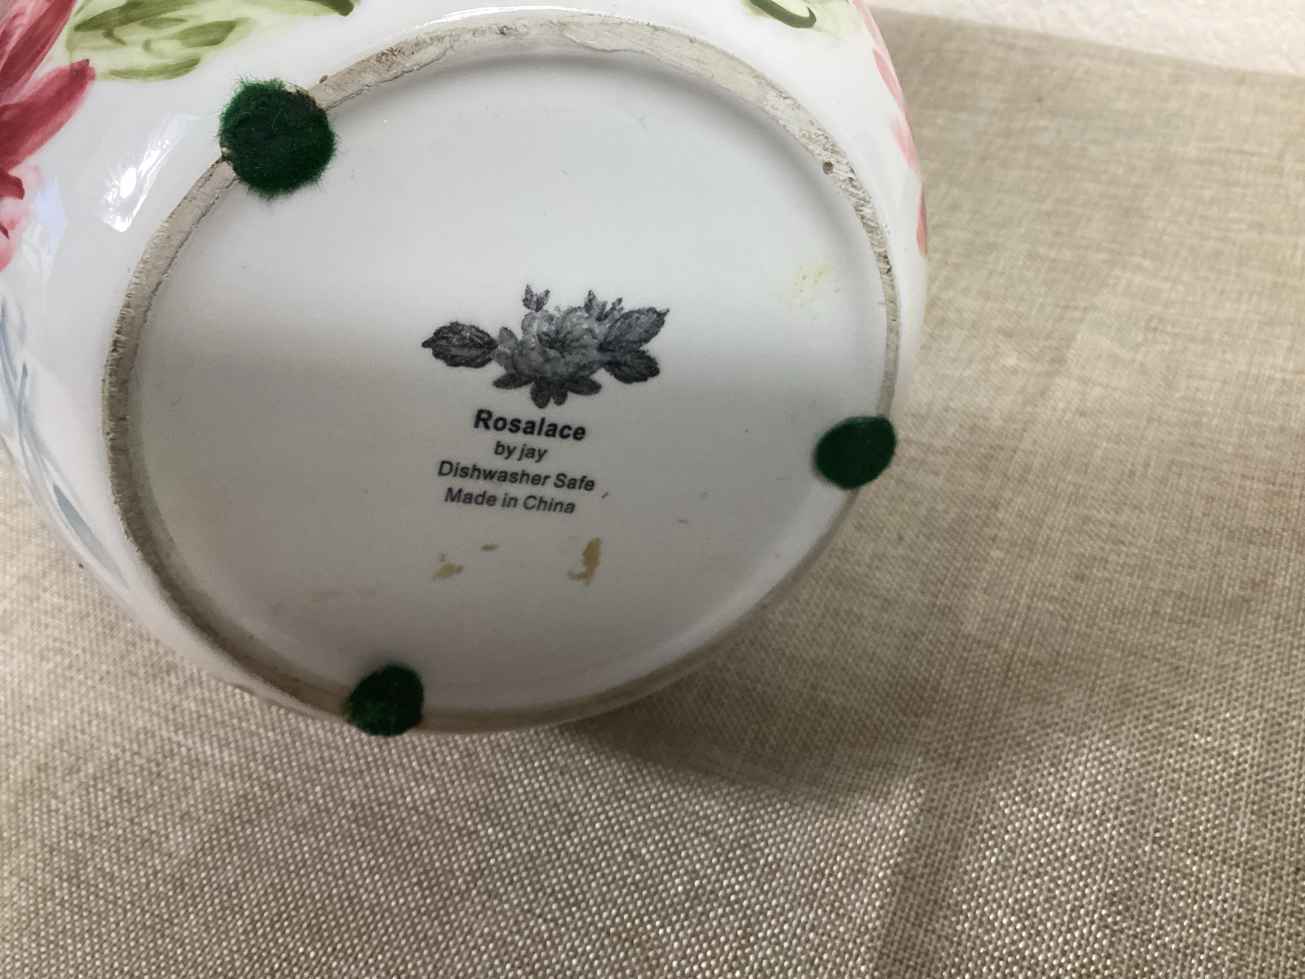 Rosalace
by jay
Dishwasher Safe
Made in China